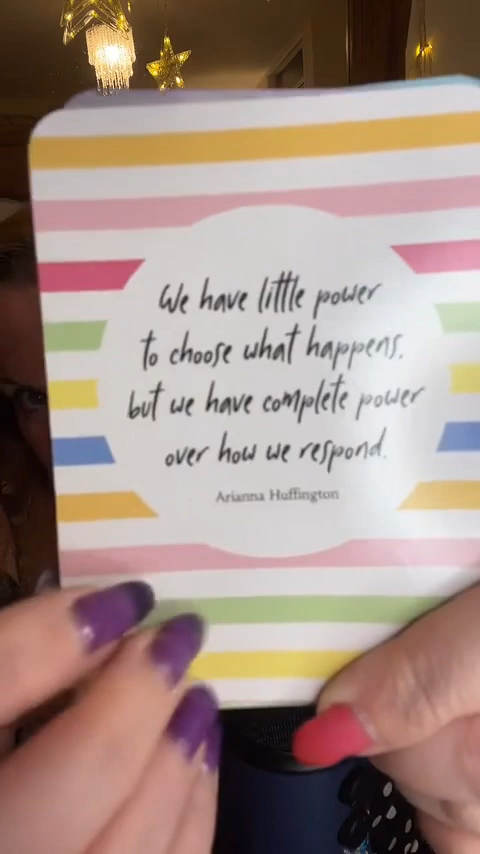 We have little power
to choose what happens,
but we have complete power
over how we respond.
Arianna Huffington